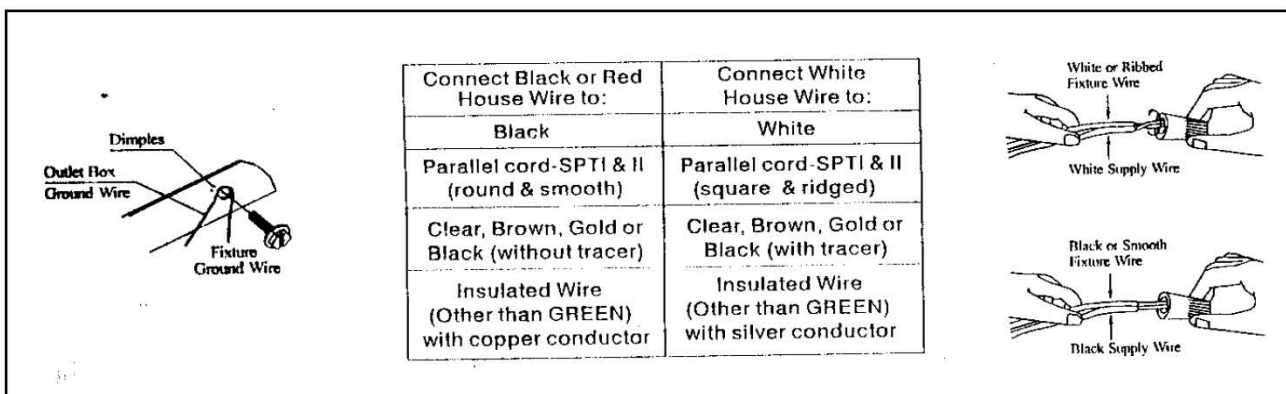 Dimples
Outlet Box
Ground Wire
Fixture
Ground Wire
Connect Black or Red
House Wire to:
Connect White
House Wire to:
Black
White
Parallel cord-SPTI & II
(round & smooth)
Parallel cord-SPTI & II
(square & ridged)
Clear, Brown, Gold or
Black (without tracer)
Clear, Brown, Gold or
Black (with tracer)
Insulated Wire
(Other than GREEN)
with copper conductor
Insulated Wire
(Other than GREEN)
with silver conductor
White or Ribbed
Fixture Wire
White Supply Wire
Black or Smooth
Fixture Wire
Black Supply Wire